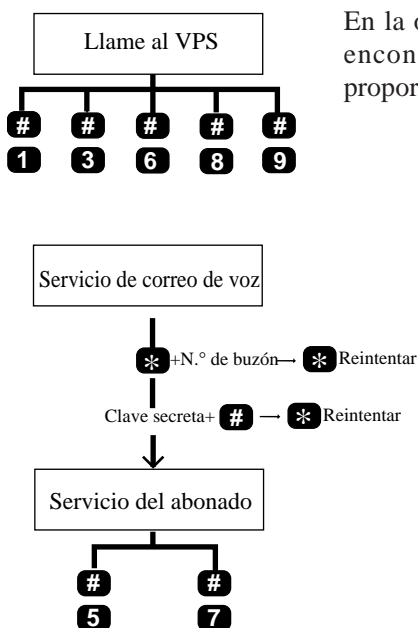 Llame al VPS
# # # # #
1 3 6 8 9
En la
encon
propor
Servicio de correo de voz
* +N.° de buzón→ * Reintentar
Clave secreta+ # → * Reintentar
Servicio del abonado
# #
5 7